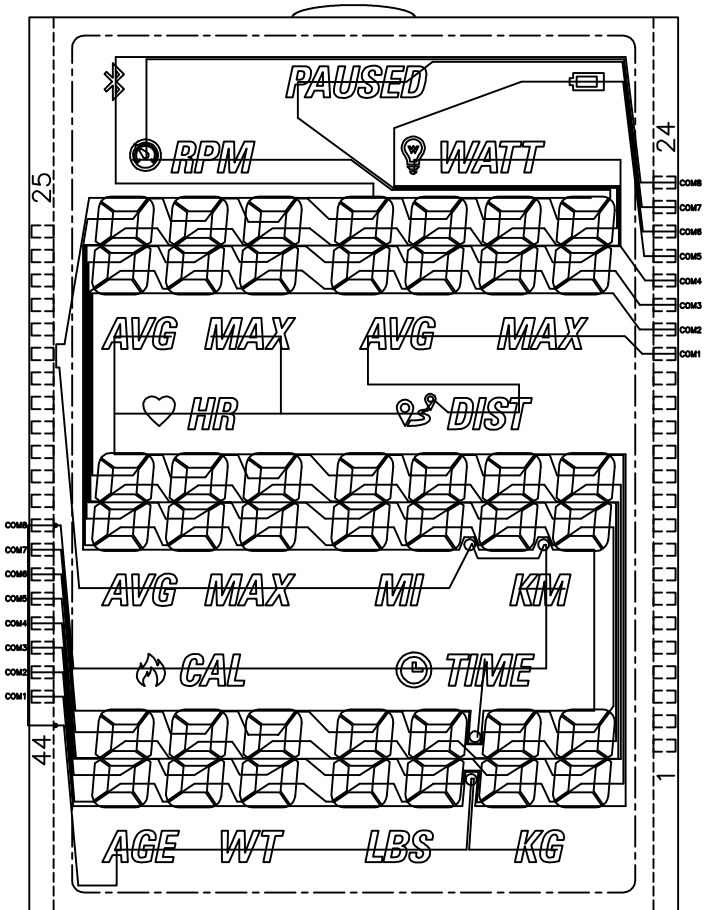 PAUSED
RPM WATT
24
25
COM8
COM7
COM6
COM5
COM4
COM3
COM2
COM1
AVG MAX AVG MAX
HR DIST
COM8
COM7
COM6
COM5
COM4
COM3
COM2
COM1
AVG MAX MI KM
CAL TIME
44
1
AGE WT LBS KG